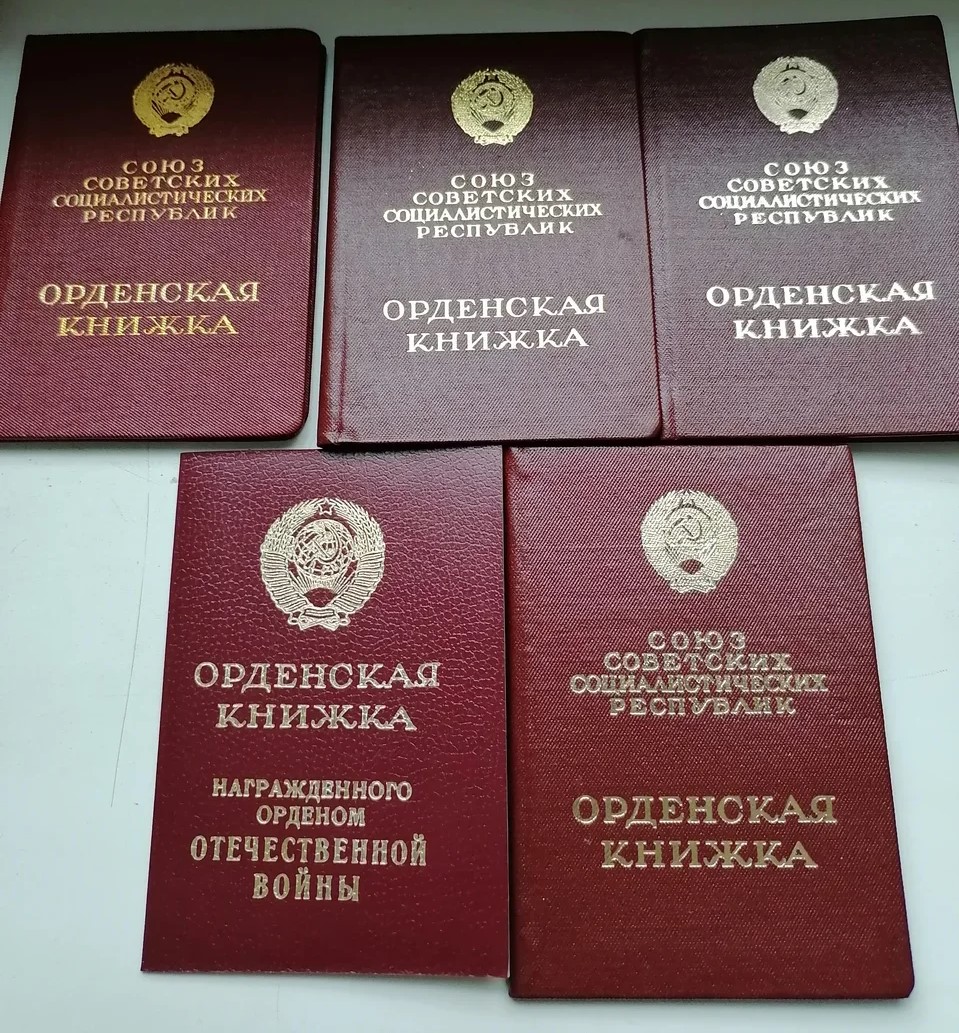 СОЮЗ
СОВЕТСКИХ
СОЦИАЛИСТИЧЕСКИХ
РЕСПУБЛИК
ОРДЕНСКАЯ
КНИЖКА
СОЮЗ
СОВЕТСКИХ
СОЦИАЛИСТИЧЕСКИХ
РЕСПУБЛИК
ОРДЕНСКАЯ
КНИЖКА
СОЮЗ
СОВЕТСКИХ
СОЦИАЛИСТИЧЕСКИХ
РЕСПУБЛИК
ОРДЕНСКАЯ
КНИЖКА
ОРДЕНСКАЯ
КНИЖКА
НАГРАЖДЕННОГО
ОРДЕНОМ
ОТЕЧЕСТВЕННОЙ
ВОЙНЫ
СОЮЗ
СОВЕТСКИХ
СОЦИАЛИСТИЧЕСКИХ
РЕСПУБЛИК
ОРДЕНСКАЯ
КНИЖКА